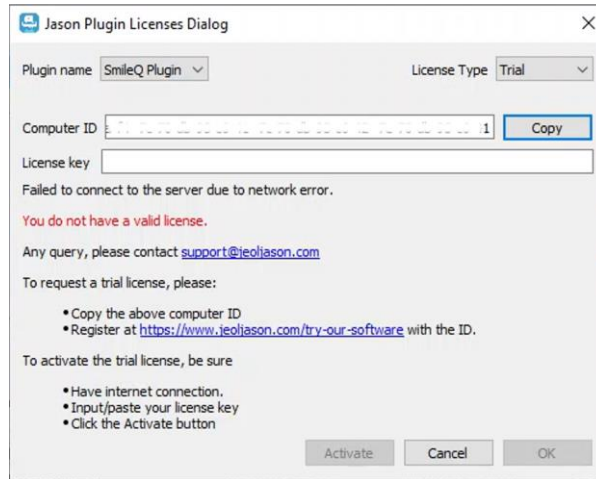 Jason Plugin Licenses Dialog
Plugin name SmileQ Plugin License Type Trial
Computer ID 1 Copy
License key
Failed to connect to the server due to network error.
You do not have a valid license.
Any query, please contact support@jeoljason.com
To request a trial license, please:
•Copy the above computer ID
•Register at https://www.jeoljason.com/try-our-software with the ID.
To activate the trial license, be sure
•Have internet connection.
•Input/paste your license key
•Click the Activate button
Activate Cancel OK